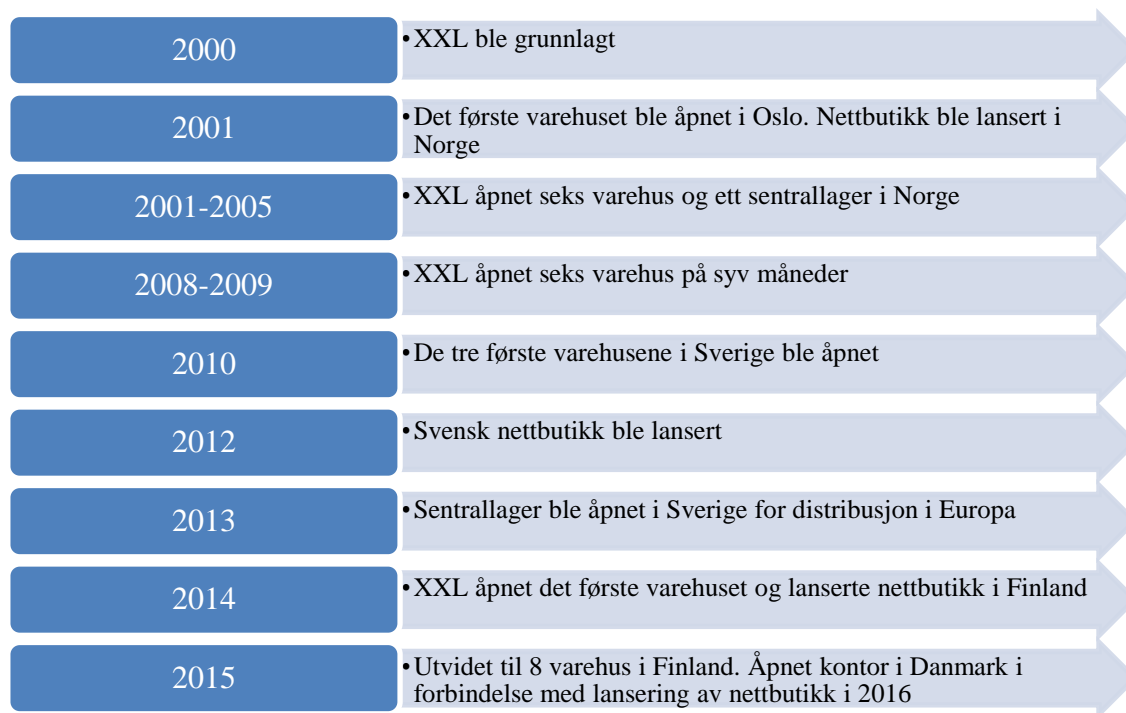 2000
•XXL ble grunnlagt
2001
•Det første varehuset ble åpnet i Oslo. Nettbutikk ble lansert i
Norge
2001-2005
•XXL åpnet seks varehus og ett sentrallager i Norge
2008-2009
•XXL åpnet seks varehus på syv måneder
2010
•De tre første varehusene i Sverige ble åpnet
2012
•Svensk nettbutikk ble lansert
2013
•Sentrallager ble åpnet i Sverige for distribusjon i Europa
2014
•XXL åpnet det første varehuset og lanserte nettbutikk i Finland
2015
•Utvidet til 8 varehus i Finland. Åpnet kontor i Danmark i
forbindelse med lansering av nettbutikk i 2016